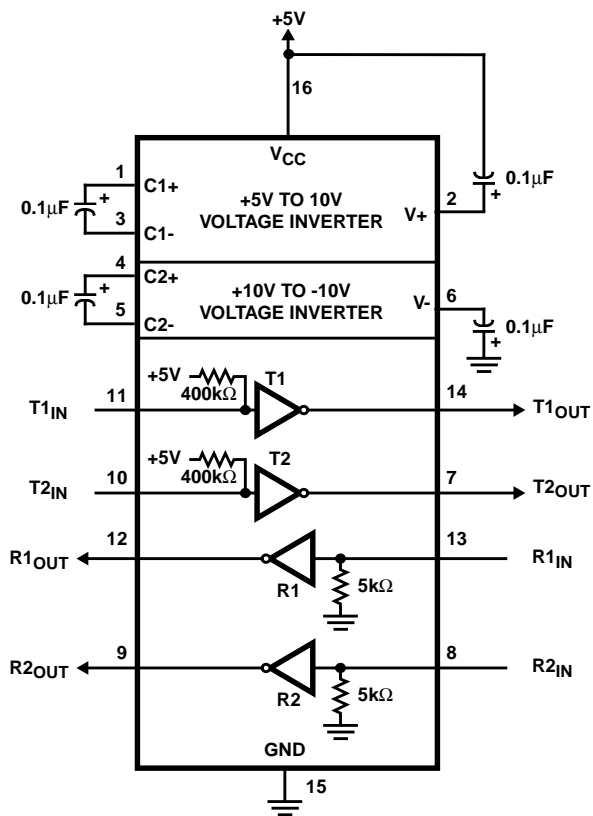 +5V
16
VCC
1
C1+
0.1μF
+
3
C1-
+5V TO 10V
VOLTAGE INVERTER
V+
2
0.1μF
+
4
C2+
0.1μF
+
5
C2-
+10V TO -10V
VOLTAGE INVERTER
V-
6
0.1μF
+
T1IN
11
+5V
400kΩ
T1
14
T1OUT
T2IN
10
+5V
400kΩ
T2
7
T2OUT
R1OUT
12
R1
5kΩ
13
R1IN
R2OUT
9
R2
5kΩ
8
R2IN
GND
15